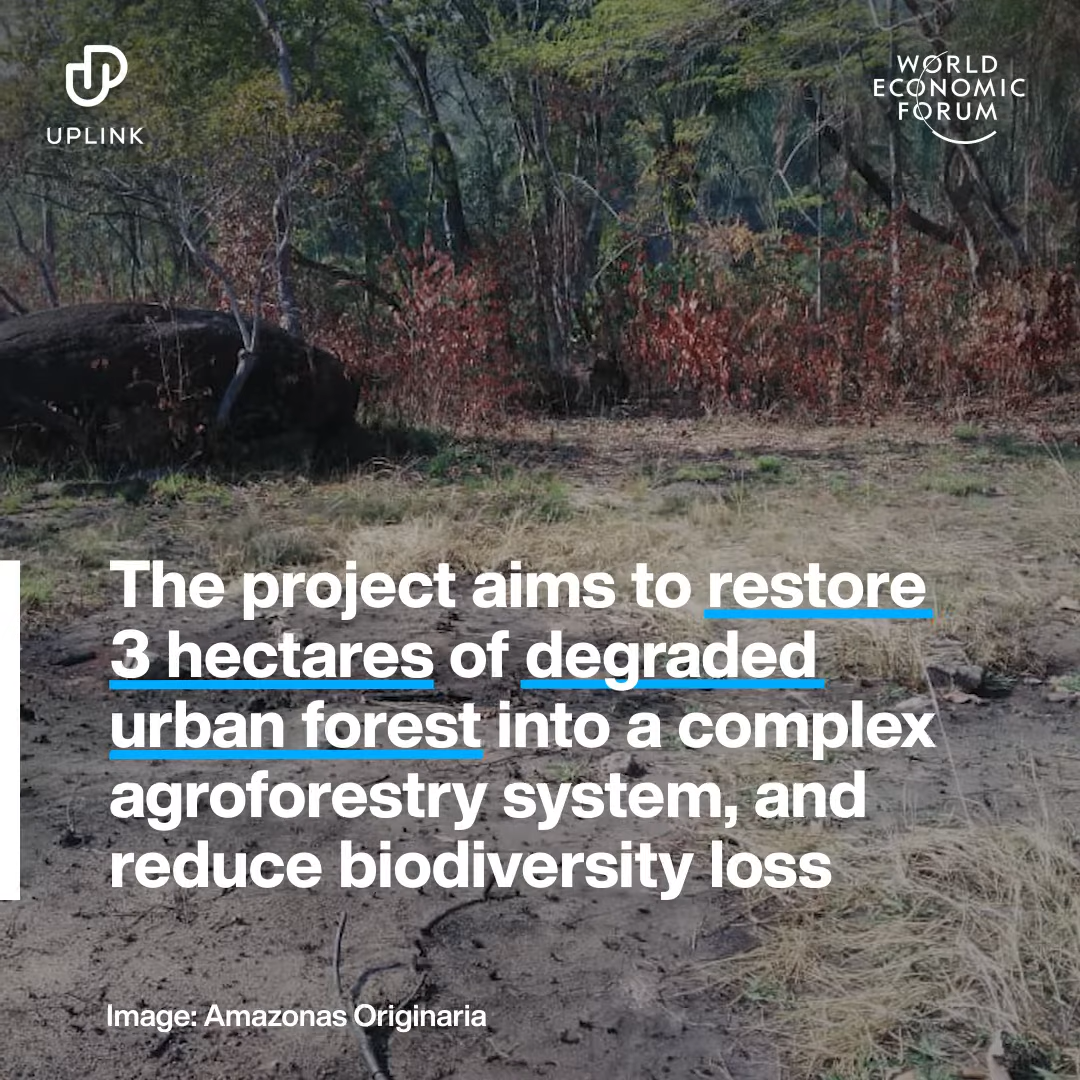 UPLINK
WORLD
ECONOMIC
FORUM
The project aims to restore
3 hectares of degraded
urban forest into a complex
agroforestry system, and
reduce biodiversity loss
Image: Amazonas Originaria